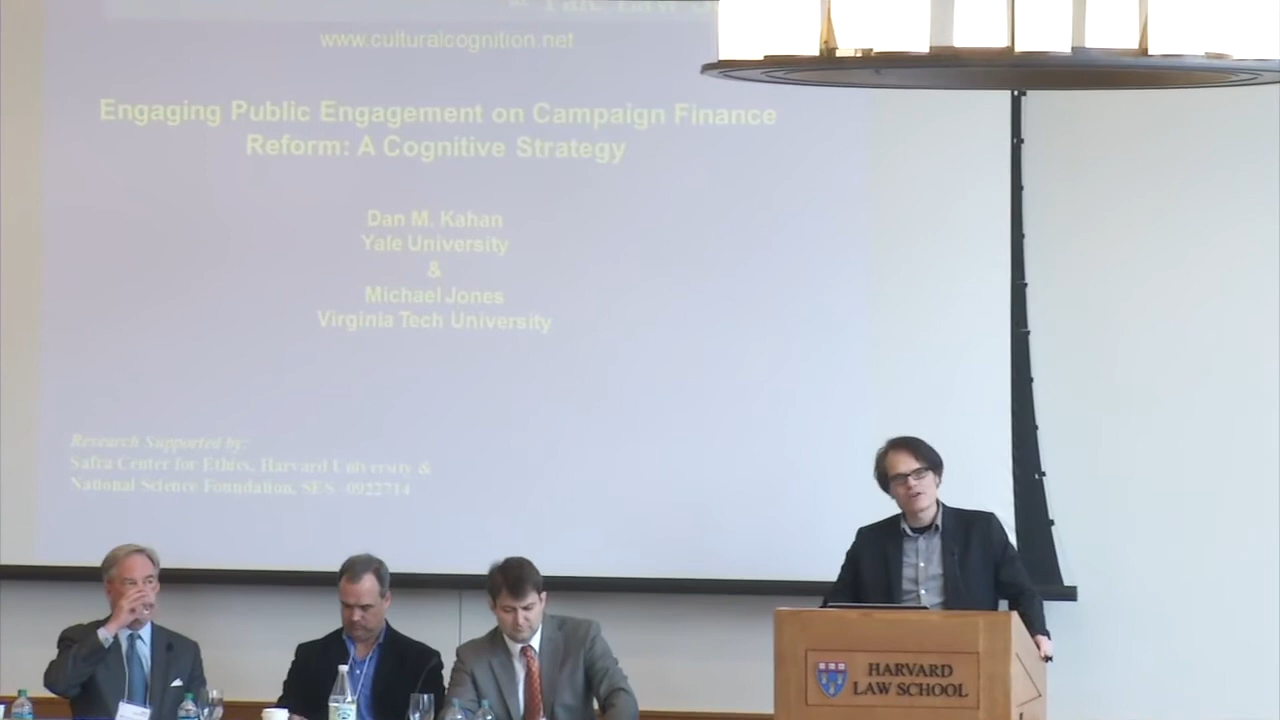 www.culturalcognition.net
Engaging Public Engagement on Campaign Finance
Reform: A Cognitive Strategy
Dan M. Kahan
Yale University
&
Michael Jones
Virginia Tech University
Research Supported by:
Safra Center for Ethics, Harvard University &
National Science Foundation, SES -0922714
HARVARD
LAW SCHOOL